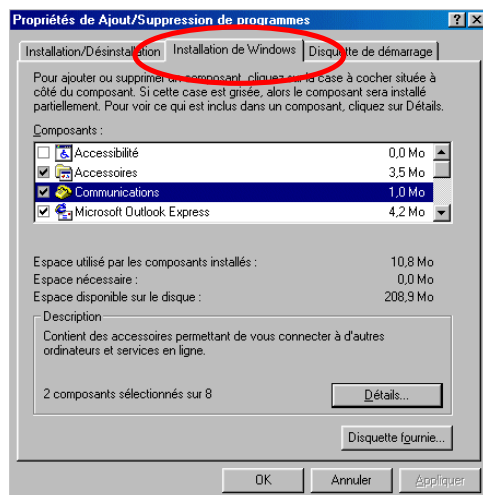 Propriétés de Ajout/Suppression de programmes
Installation/Désinstallation Installation de Windows Disquette de démarrage
Pour ajouter ou supprimer un composant, cliquez sur la case à cocher située à
côté du composant. Si cette case est grisée, alors le composant sera installé
partiellement. Pour voir ce qui est inclus dans un composant, cliquez sur Détails.
Composants :
Accessibilité 0,0 Mo
Accessoires 3,5 Mo
Communications 1,0 Mo
Microsoft Outlook Express 4,2 Mo
Espace utilisé par les composants installés : 10,8 Mo
Espace nécessaire : 0,0 Mo
Espace disponible sur le disque : 208,9 Mo
Description
Contient des accessoires permettant de vous connecter à d'autres
ordinateurs et services en ligne.
2 composants sélectionnés sur 8 Détails...
Disquette fournie...
OK Annuler Appliquer